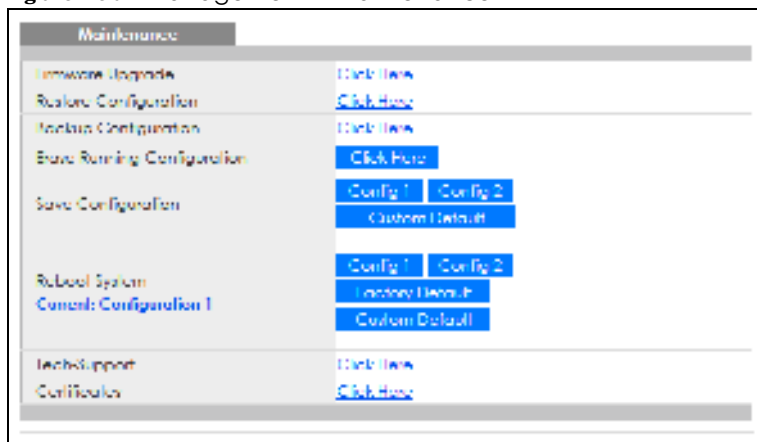 Maintenance
Firmware Upgrade Click Here
Restore Configuration Click Here
Backup Configuration Click Here
Erase Running Configuration Click Here
Save Configuration Config 1 Config 2
Custom Default
Reboot System
Current: Configuration 1
Config 1 Config 2
Factory Default
Custom Default
Tech-Support Click Here
Certificates Click Here